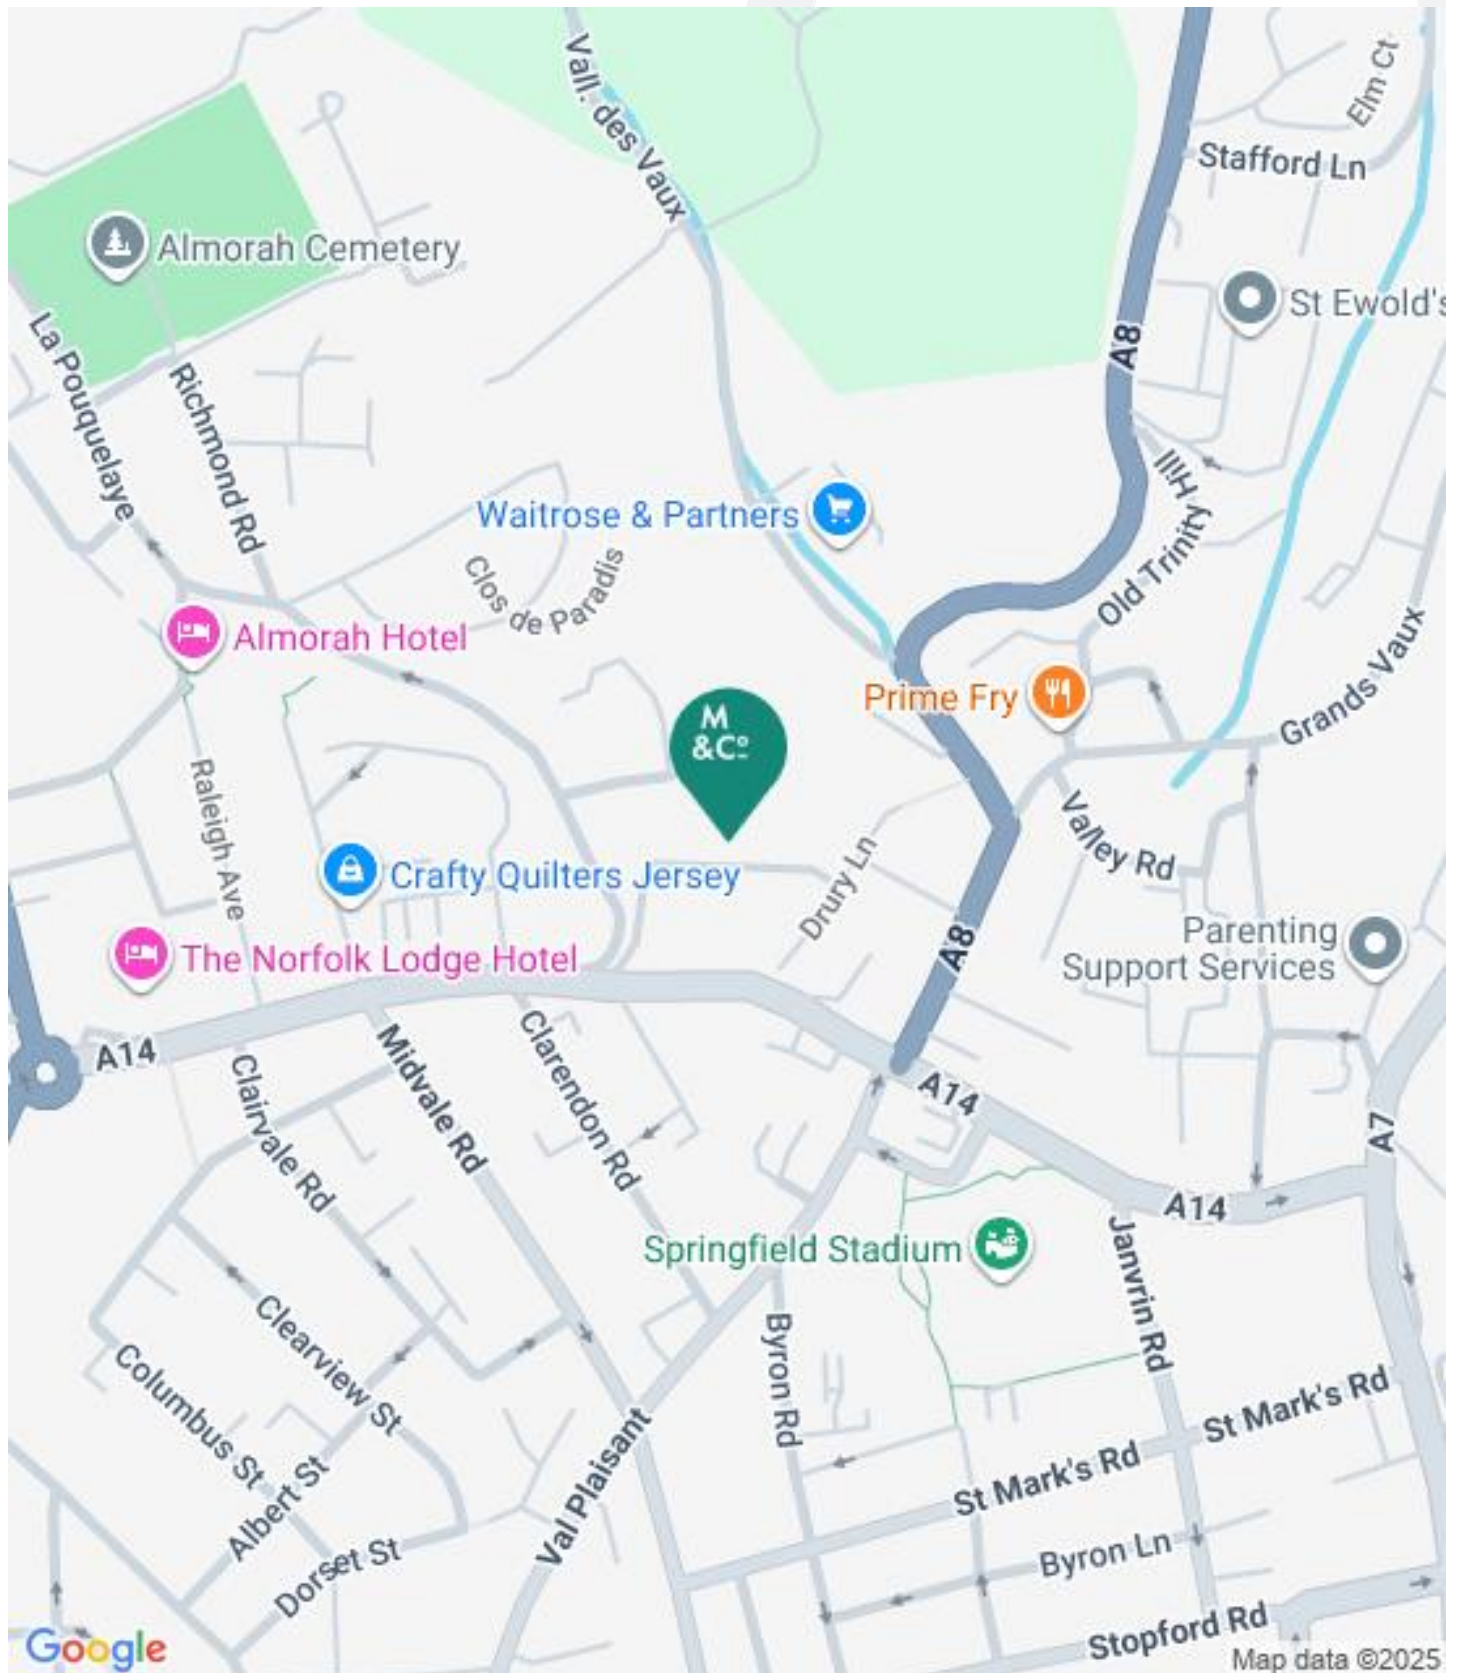 Vall. des Vaux
Elm Ct
Stafford Ln
Almorah Cemetery
St Ewold's
A8
La Pouquelaye
Richmond Rd
Old Trinity Hill
Waitrose & Partners
Clos de Paradis
Almorah Hotel
Prime Fry
Grands Vaux
M
&Co
Raleigh Ave
Valley Rd
Crafty Quilters Jersey
Drury Ln
Parenting
Support Services
The Norfolk Lodge Hotel
A8
A14
Clairvale Rd
Midvale Rd
Clarendon Rd
A14
A7
A14
Springfield Stadium
Janvrin Rd
Clearview St
Byron Rd
Columbus St
St Mark's Rd
St Mark's Rd
Albert St
Val Plaisant
Dorset St
Byron Ln
Stopford Rd
Google
Map data ©2025